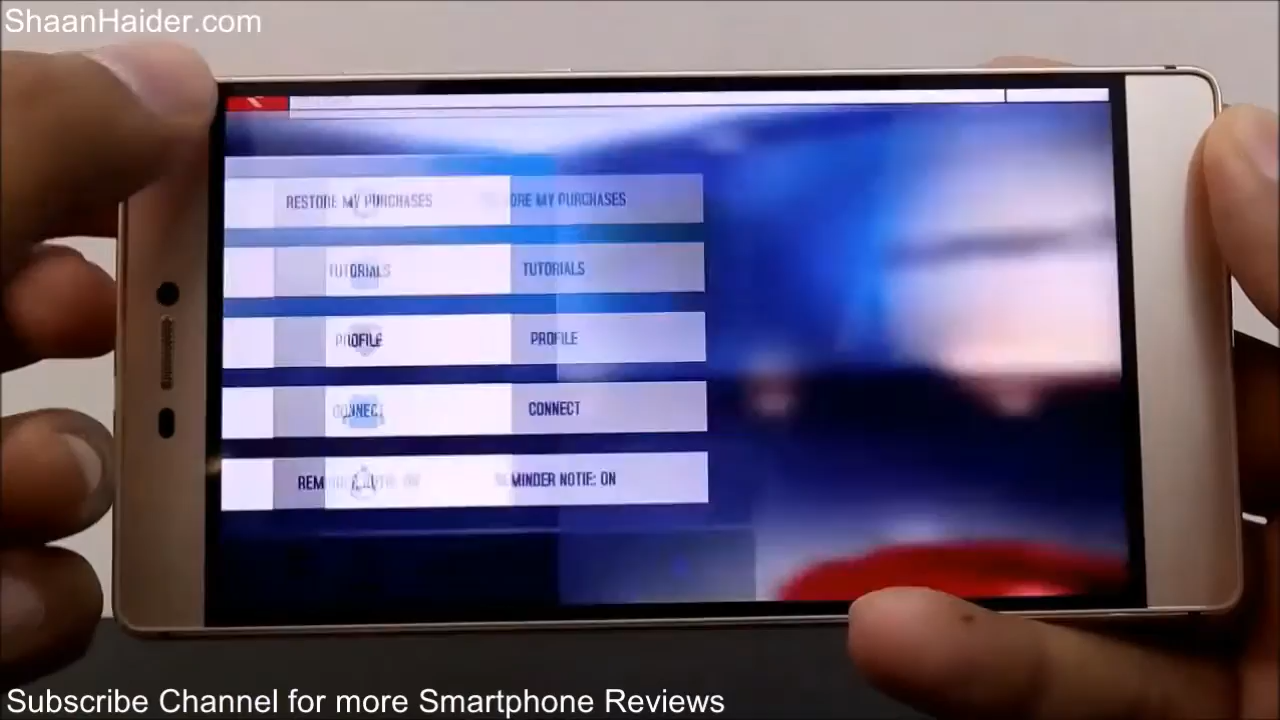 ShaanHaider.com
RESTORE MY PURCHASES ORE MY PURCHASES
TUTORIALS TUTORIALS
PROFILE PROFILE
CONNECT CONNECT
REM MINDER NOTIF: ON
Subscribe Channel for more Smartphone Reviews